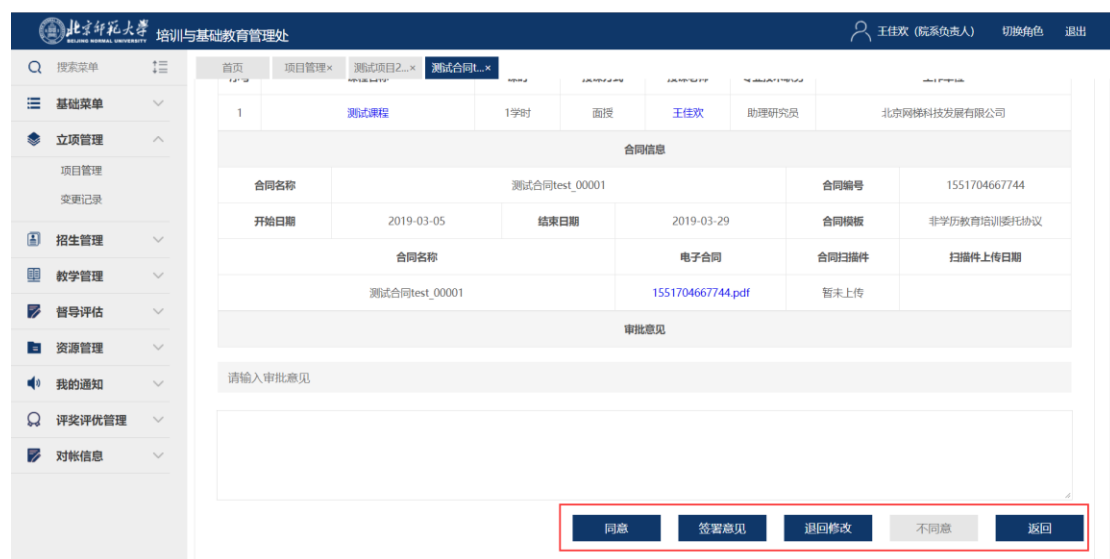 北京师范大学 培训与基础教育管理处 王佳欢 (院系负责人) 切换角色 退出
BEIJING NORMAL UNIVERSITY
搜索菜单 首页 项目管理× 测试项目2...× 测试合同t...×
基础菜单 1 测试课程 1学时 面授 王佳欢 助理研究员 北京网梯科技发展有限公司
立项管理 合同信息
项目管理 合同名称 测试合同test_00001 合同编号 1551704667744
变更记录
开始日期 2019-03-05 结束日期 2019-03-29 合同模板 非学历教育培训委托协议
招生管理 合同名称 电子合同 合同扫描件 扫描件上传日期
教学管理 测试合同test_00001 1551704667744.pdf 暂未上传
督导评估 审批意见
资源管理
我的通知 请输入审批意见
评奖评优管理
对帐信息
同意 签署意见 退回修改 不同意 返回